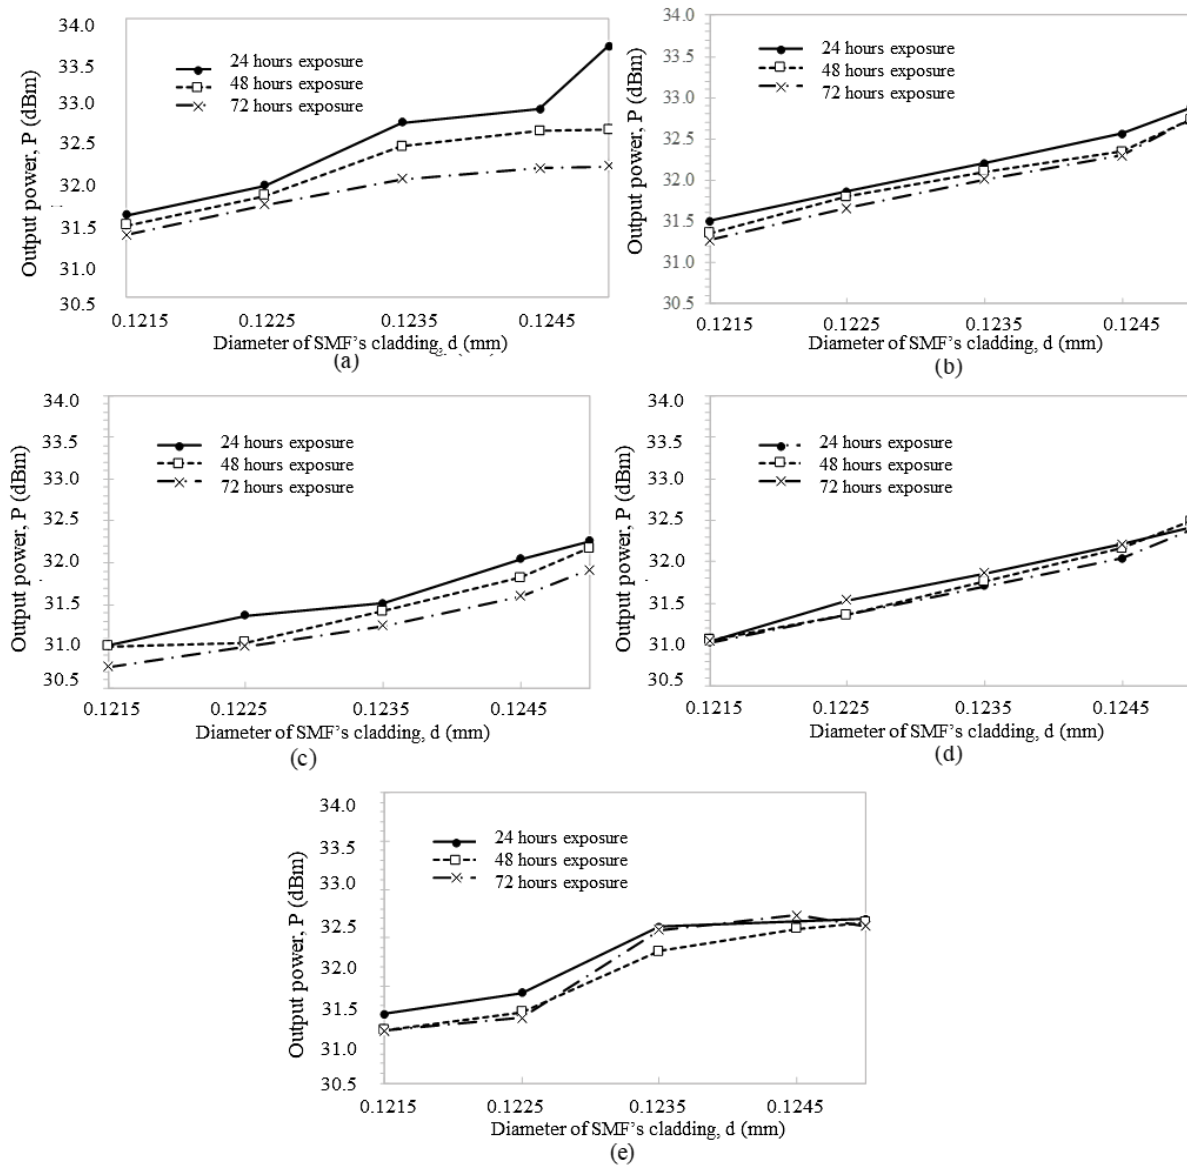 34.0
33.5
33.0
32.5
32.0
31.5
31.0
30.5
Output power, P (dBm)
24 hours exposure
48 hours exposure
72 hours exposure
0.1215 0.1225 0.1235 0.1245
Diameter of SMF's cladding, d (mm)
(a)
34.0
33.5
33.0
32.5
32.0
31.5
31.0
30.5
Output power, P (dBm)
24 hours exposure
48 hours exposure
72 hours exposure
0.1215 0.1225 0.1235 0.1245
Diameter of SMF's cladding, d (mm)
(b)
34.0
33.5
33.0
32.5
32.0
31.5
31.0
30.5
Output power, P (dBm)
24 hours exposure
48 hours exposure
72 hours exposure
0.1215 0.1225 0.1235 0.1245
Diameter of SMF's cladding, d (mm)
(c)
34.0
33.5
33.0
32.5
32.0
31.5
31.0
30.5
Output power, P (dBm)
24 hours exposure
48 hours exposure
72 hours exposure
0.1215 0.1225 0.1235 0.1245
Diameter of SMF's cladding, d (mm)
(d)
34.0
33.5
33.0
32.5
32.0
31.5
31.0
30.5
Output power, P (dBm)
24 hours exposure
48 hours exposure
72 hours exposure
0.1215 0.1225 0.1235 0.1245
Diameter of SMF's cladding, d (mm)
(e)